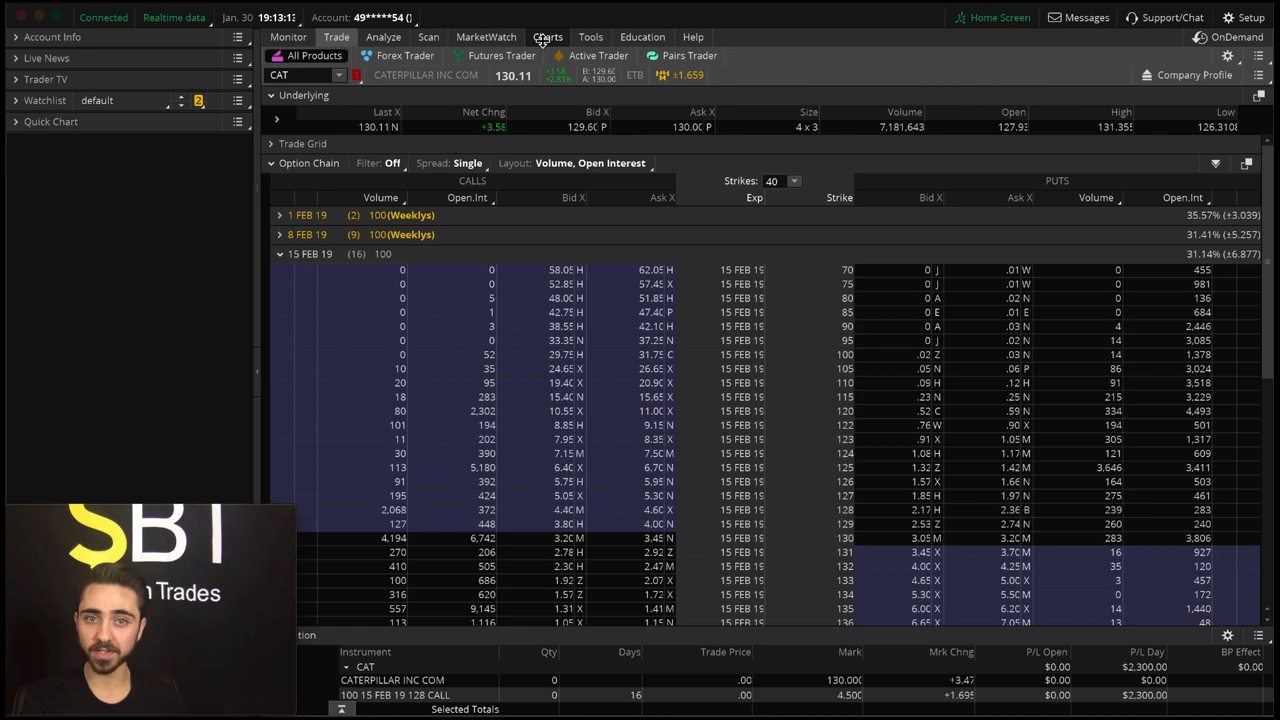 Connected Realtime data Jan. 30 19:13:12 Account: 49*****54 () Home Screen Messages Support/Chat Setup
Account Info Monitor Trade Analyze Scan MarketWatch Charts Tools Education Help OnDemand
Live News All Products Forex Trader Futures Trader Active Trader Pairs Trader
Trader TV CAT 1 CATERPILLAR INC COM 130.11 +3.58 +2.83% B: 129.60 A: 130.00 ETB ±1.659 Company Profile
Watchlist default 2 Underlying
Quick Chart
Last X Net Chng Bid X Ask X Size Volume Open High Low
130.11 N +3.58 129.60 P 130.00 P 4 x 3 7,181,643 127.93 131.355 126.3108
Trade Grid
Option Chain Filter: Off Spread: Single Layout: Volume, Open Interest
CALLS Strikes: 40 PUTS
Volume Open.Int Bid X Ask X Exp Strike Bid X Ask X Volume Open.Int
1 FEB 19 (2) 100 (Weeklys) 35.57% (±3.039)
8 FEB 19 (9) 100 (Weeklys) 31.41% (±5.257)
15 FEB 19 (16) 100 31.14% (±6.877)
0 0 58.05 H 62.05 H 15 FEB 19 70 0 J .01 W 0 455
0 0 52.85 H 57.45 X 15 FEB 19 75 0 J .01 W 0 981
0 5 48.00 H 51.85 H 15 FEB 19 80 0 A .02 N 0 136
0 1 42.75 H 47.40 P 15 FEB 19 85 0 E .01 E 0 684
0 3 38.55 H 42.10 H 15 FEB 19 90 0 A .03 N 4 2,446
0 0 33.35 N 37.25 N 15 FEB 19 95 0 J .02 N 14 3,085
0 52 29.75 H 31.75 C 15 FEB 19 100 .02 Z .03 N 14 1,378
10 35 24.65 X 26.65 X 15 FEB 19 105 .05 N .06 P 86 3,024
20 95 19.40 X 20.90 X 15 FEB 19 110 .09 H .12 H 91 3,518
18 283 15.40 N 15.65 X 15 FEB 19 115 .23 N .25 N 215 3,229
80 2,302 10.55 X 11.00 X 15 FEB 19 120 .52 C .59 N 334 4,493
101 194 8.85 H 9.15 N 15 FEB 19 122 .76 W .90 X 194 501
11 202 7.95 X 8.35 X 15 FEB 19 123 .91 X 1.05 M 305 1,317
30 390 7.15 M 7.50 M 15 FEB 19 124 1.08 H 1.17 M 238 709
113 5,180 6.40 X 6.70 N 15 FEB 19 125 1.32 Z 1.42 M 3,646 3,411
91 392 5.75 H 5.95 N 15 FEB 19 126 1.57 X 1.66 N 164 503
195 424 5.05 X 5.30 X 15 FEB 19 127 1.85 H 1.97 N 275 461
2,068 372 4.40 M 4.60 X 15 FEB 19 128 2.17 H 2.36 B 239 283
127 448 3.80 H 4.00 N 15 FEB 19 129 2.53 Z 2.74 N 260 240
4,194 6,742 3.20 M 3.45 N 15 FEB 19 130 3.05 M 3.20 M 283 3,806
270 206 2.78 H 2.92 Z 15 FEB 19 131 3.45 X 3.70 M 16 927
410 505 2.30 H 2.47 M 15 FEB 19 132 4.00 X 4.25 M 35 120
100 686 1.92 Z 2.07 X 15 FEB 19 133 4.65 X 5.00 X 3 457
316 620 1.57 Z 1.72 X 15 FEB 19 134 5.30 X 5.50 M 0 172
557 9,145 1.31 X 1.41 M 15 FEB 19 135 6.00 X 6.20 X 14 1,440
113 1,116 1.05 X 15 FEB 19 136 6.65 X 7.05 M 13 48
SBT
n Trades
Instrument Qty Days Trade Price Mark Mrk Chng P/L Open P/L Day BP Effect
CAT $0.00 $2,300.00 $0.00
CATERPILLAR INC COM 0 .00 130.000 +3.47 $0.00 $0.00
100 15 FEB 19 128 CALL 0 16 .00 4.500 +1.695 $0.00 $2,300.00
Selected Totals